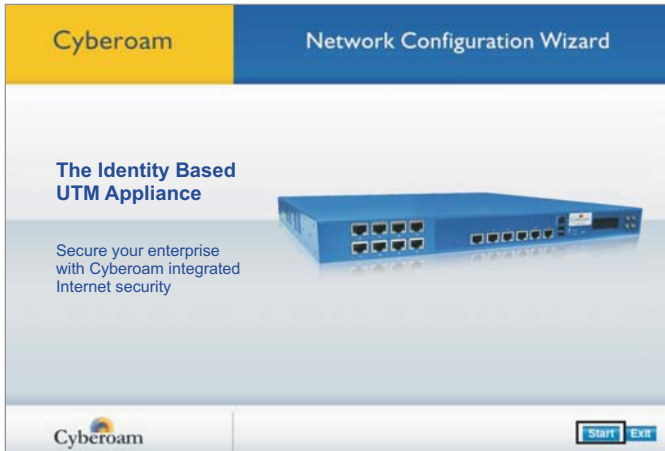 Cyberoam
Network Configuration Wizard
The Identity Based
UTM Appliance
Secure your enterprise
with Cyberoam integrated
Internet security
Cyberoam
Start
Exit